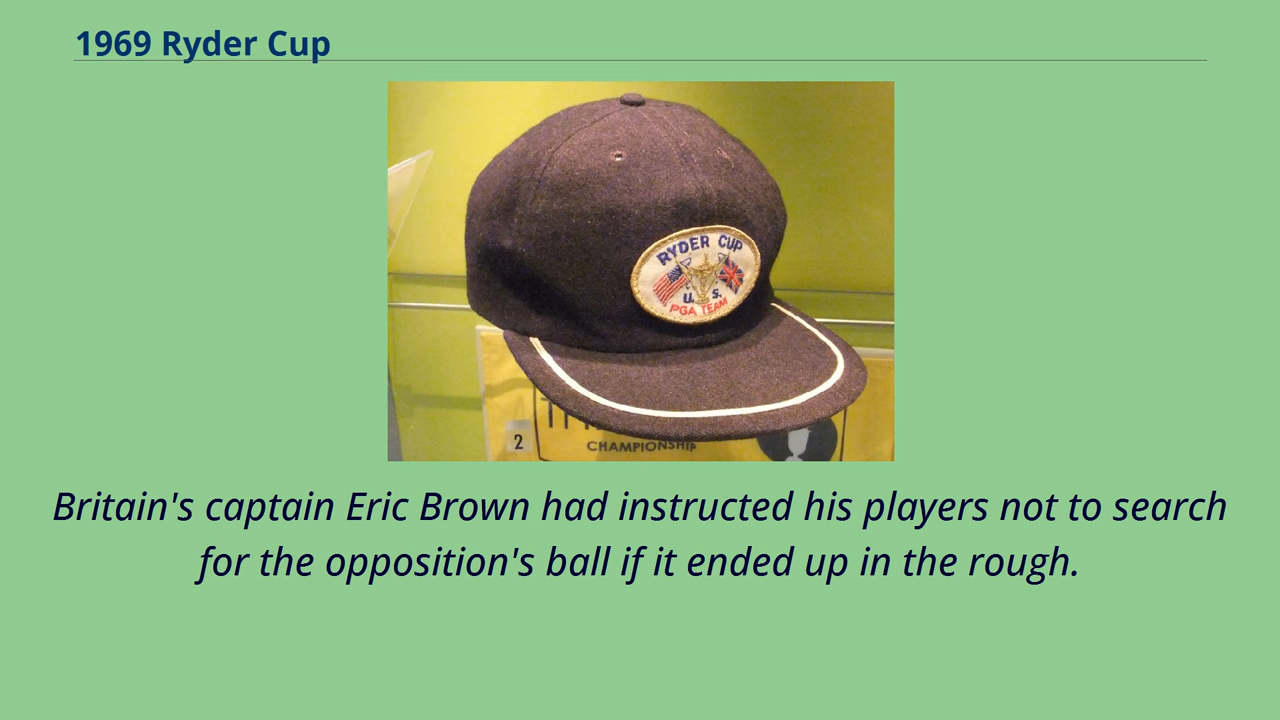 1969 Ryder Cup
RYDER CUP
U. S.
PGA TEAM
2
CHAMPIONSHIP
Britain's captain Eric Brown had instructed his players not to search
for the opposition's ball if it ended up in the rough.